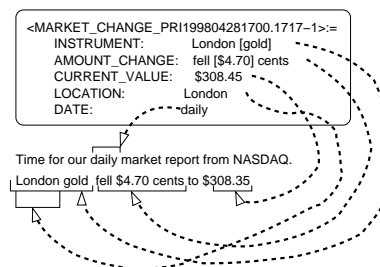 <MARKET_CHANGE_PRI199804281700.1717−1>:=
INSTRUMENT: London [gold]
AMOUNT_CHANGE: fell [$4.70] cents
CURRENT_VALUE: $308.45
LOCATION: London
DATE: daily
Time for our daily market report from NASDAQ.
London gold fell $4.70 cents to $308.35